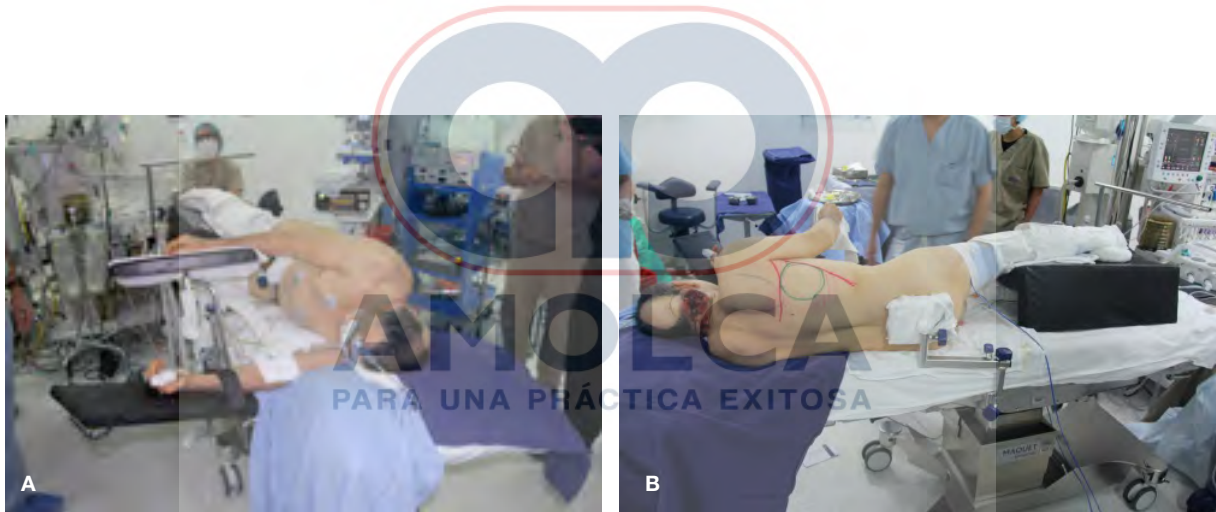 AMOLCA
PARA UNA PRÁCTICA EXITOSA
A
B
MAQUET